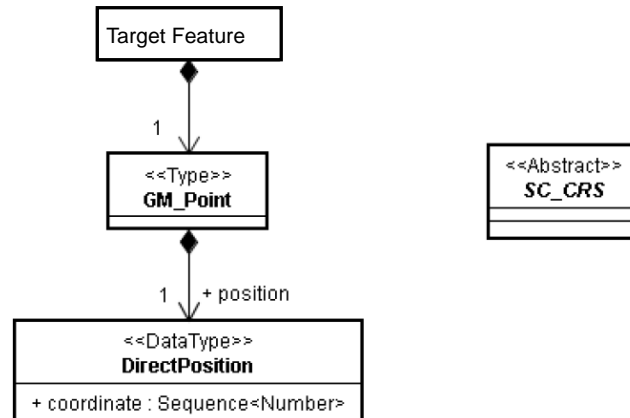 Target Feature
1
<<Type>>
GM_Point
<<Abstract>>
SC_CRS
1 + position
<<DataType>>
DirectPosition
+ coordinate : Sequence<Number>